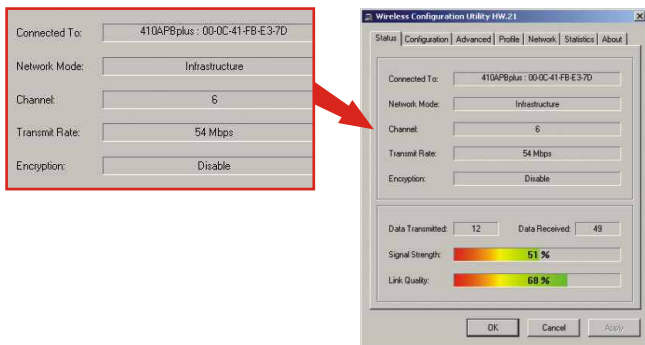 Connected To: 410APBplus : 00-0C-41-FB-E3-7D
Network Mode: Infrastructure
Channel: 6
Transmit Rate: 54 Mbps
Encryption: Disable
Wireless Configuration Utility HW.21
Status Configuration Advanced Profile Network Statistics About
Connected To: 410APBplus : 00-0C-41-FB-E3-7D
Network Mode: Infrastructure
Channel: 6
Transmit Rate: 54 Mbps
Encryption: Disable
Data Transmitted: 12 Data Received: 49
Signal Strength: 51 %
Link Quality: 68 %
OK Cancel Apply